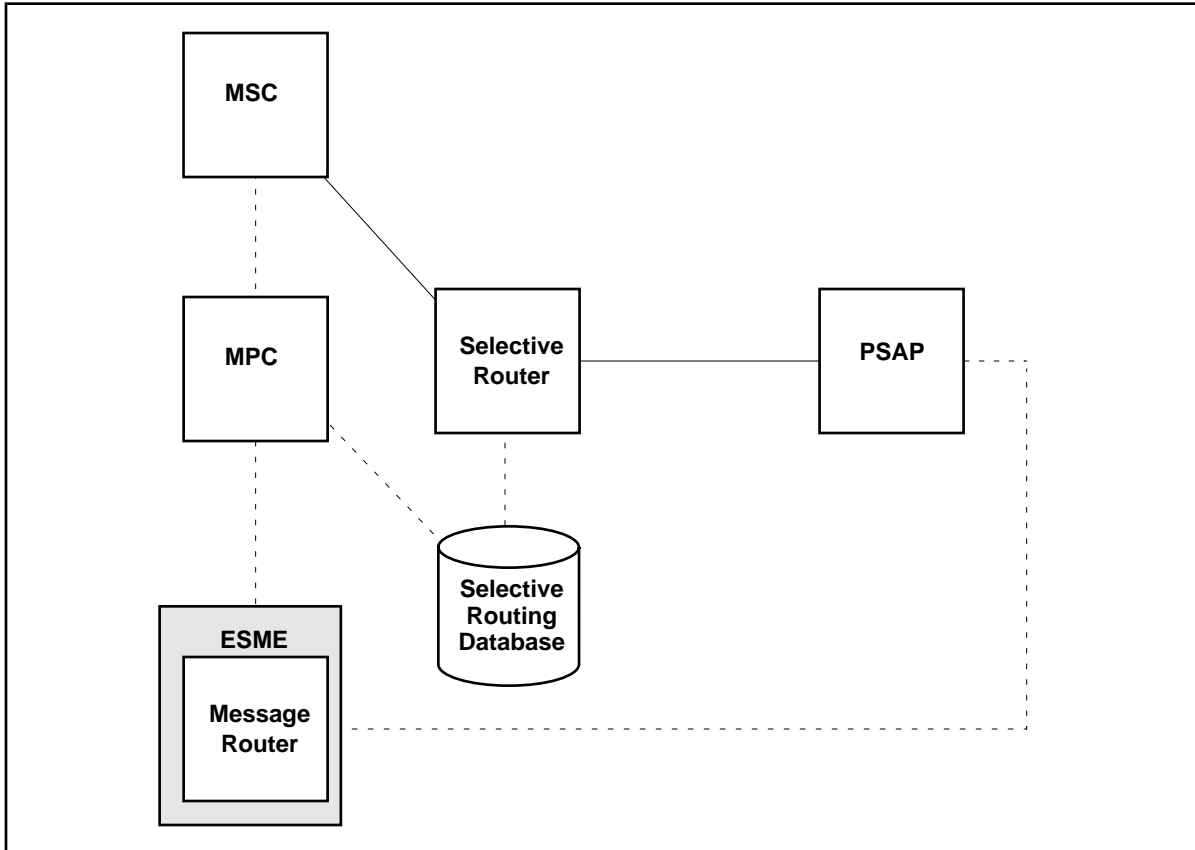 MSC
MPC
Selective
Router
PSAP
Selective
Routing
Database
ESME
Message
Router